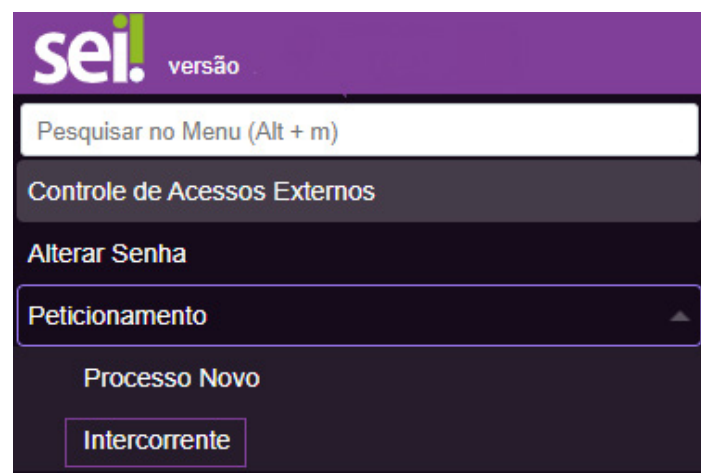 sei! versão
Pesquisar no Menu (Alt + m)
Controle de Acessos Externos
Alterar Senha
Peticionamento
Processo Novo
Intercorrente